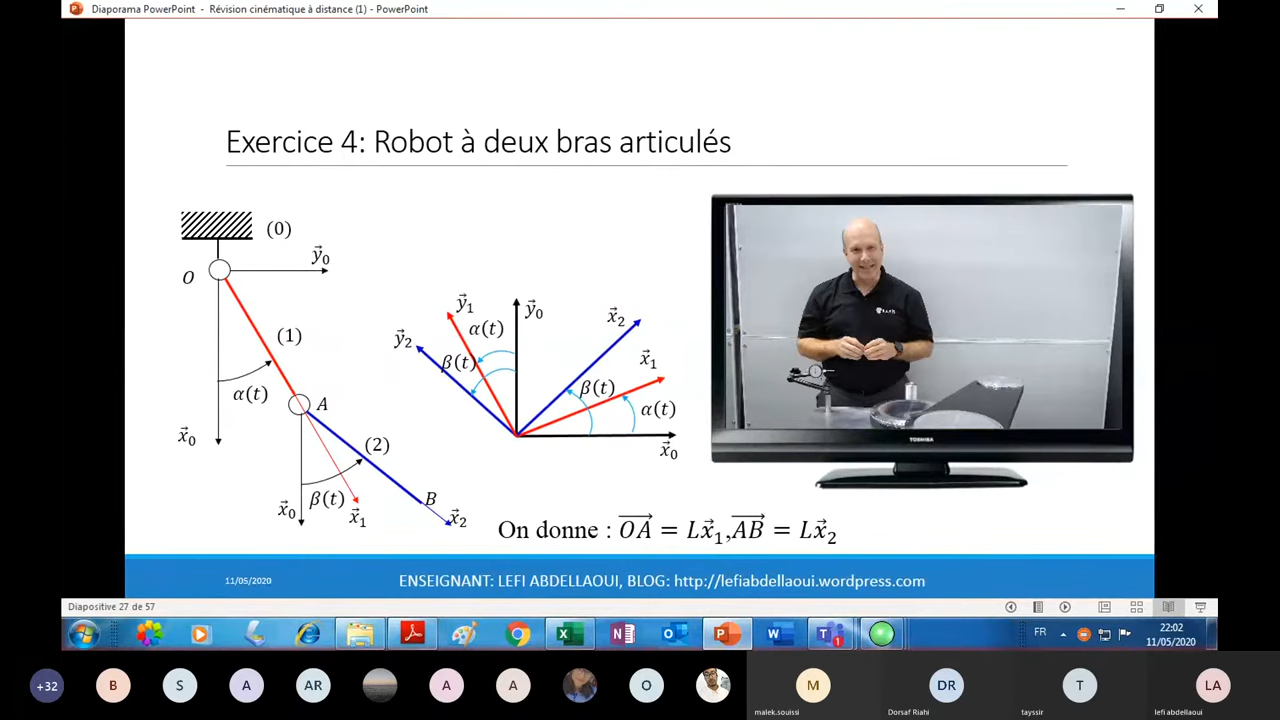 Diaporama PowerPoint - Révision cinématique à distance (1) - PowerPoint
Exercice 4: Robot à deux bras articulés
(0)
O
y⃗₀
(1)
α(t)
x⃗₀
A
(2)
β(t)
B
x⃗₀
x⃗₁
x⃗₂
y⃗₁
α(t)
y⃗₀
y⃗₂
β(t)
x⃗₂
x⃗₁
β(t)
α(t)
x⃗₀
TOSHIBA
On donne : OA⃗ = Lx⃗₁,AB⃗ = Lx⃗₂
11/05/2020
ENSEIGNANT: LEFI ABDELLAOUI, BLOG: http://lefiabdellaoui.wordpress.com
Diapositive 27 de 57
FR
22:02
11/05/2020
+32
B
S
A
AR
A
A
O
M
malek.souissi
DR
Dorsaf Riahi
T
tayssir
LA
lefi abdellaoui